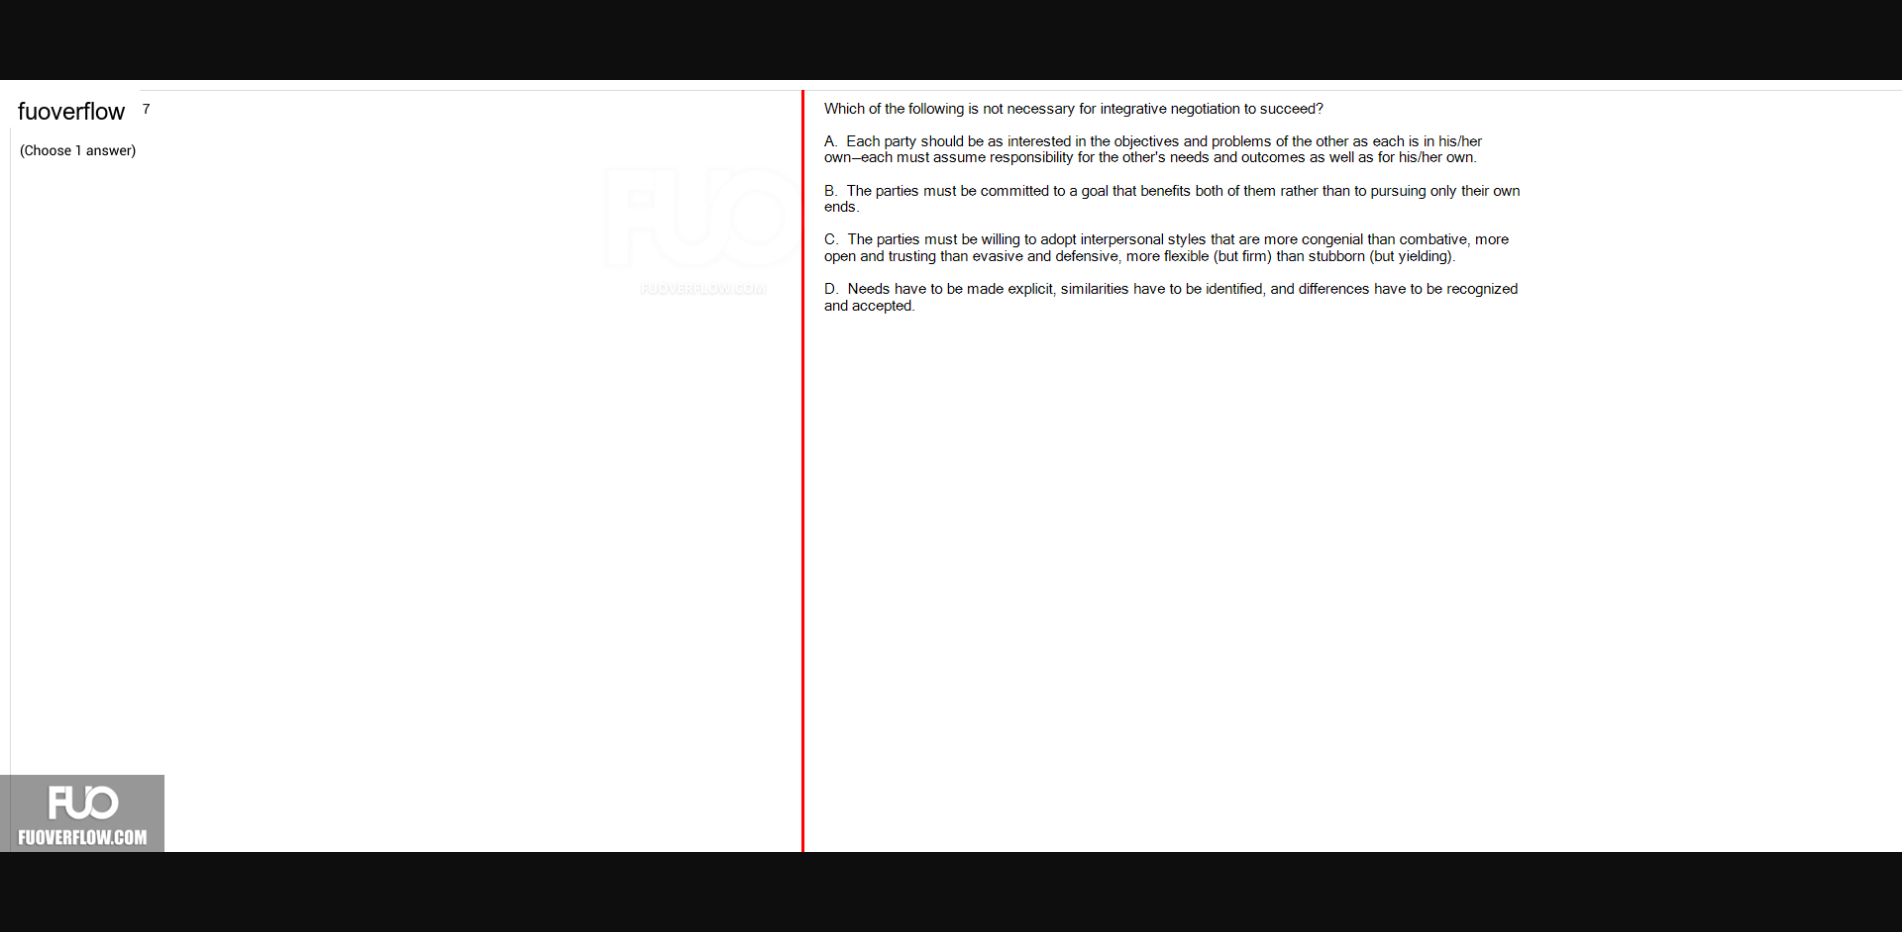 fuoverflow 7
(Choose 1 answer)
FUO
FUOVERFLOW.COM
Which of the following is not necessary for integrative negotiation to succeed?
A. Each party should be as interested in the objectives and problems of the other as each is in his/her
own—each must assume responsibility for the other's needs and outcomes as well as for his/her own.
B. The parties must be committed to a goal that benefits both of them rather than to pursuing only their own
ends.
C. The parties must be willing to adopt interpersonal styles that are more congenial than combative, more
open and trusting than evasive and defensive, more flexible (but firm) than stubborn (but yielding).
D. Needs have to be made explicit, similarities have to be identified, and differences have to be recognized
and accepted.
FUO
FUOVERFLOW.COM